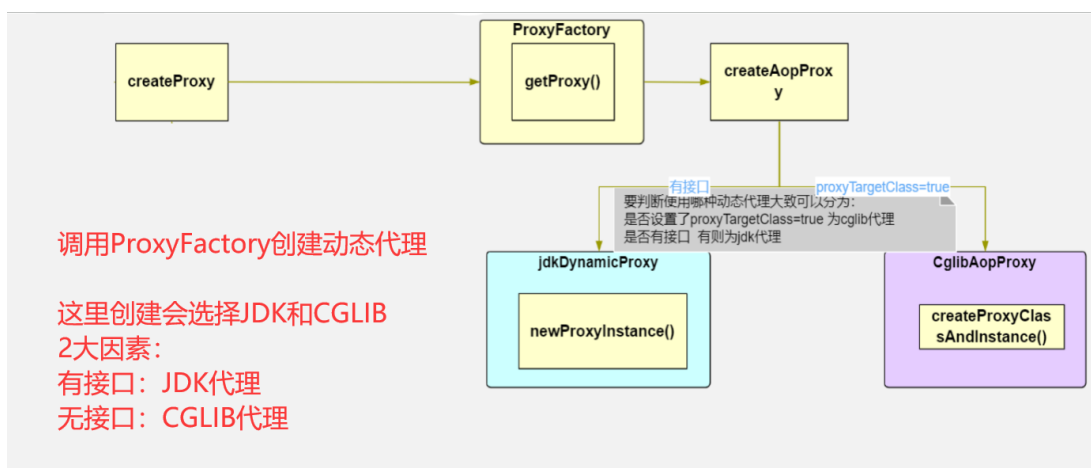 ProxyFactory
createProxy
getProxy()
createAopProx
y
有接口
proxyTargetClass=true
要判断使用哪种动态代理大致可以分为：
是否设置了proxyTargetClass=true 为cglib代理
是否有接口 有则为jdk代理
调用ProxyFactory创建动态代理
这里创建会选择JDK和CGLIB
2大因素：
有接口：JDK代理
无接口：CGLIB代理
jdkDynamicProxy
newProxyInstance()
CglibAopProxy
createProxyClas
sAndInstance()